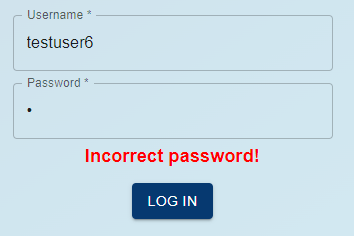 Username *
testuser6
Password *
•
Incorrect password!
LOG IN